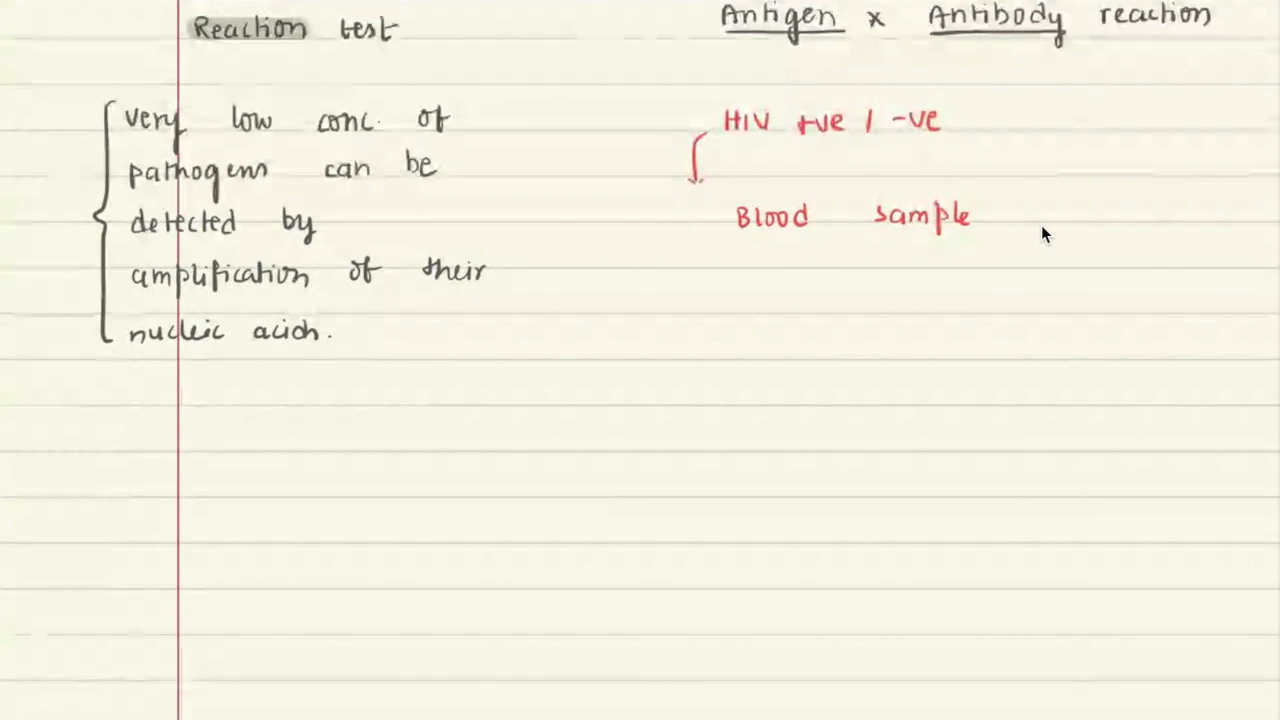 Reaction test
very low conc. of
pathogens can be
detected by
amplification of their
nucleic acids.
Antigen x Antibody reaction
HIV +ve / -ve
Blood sample